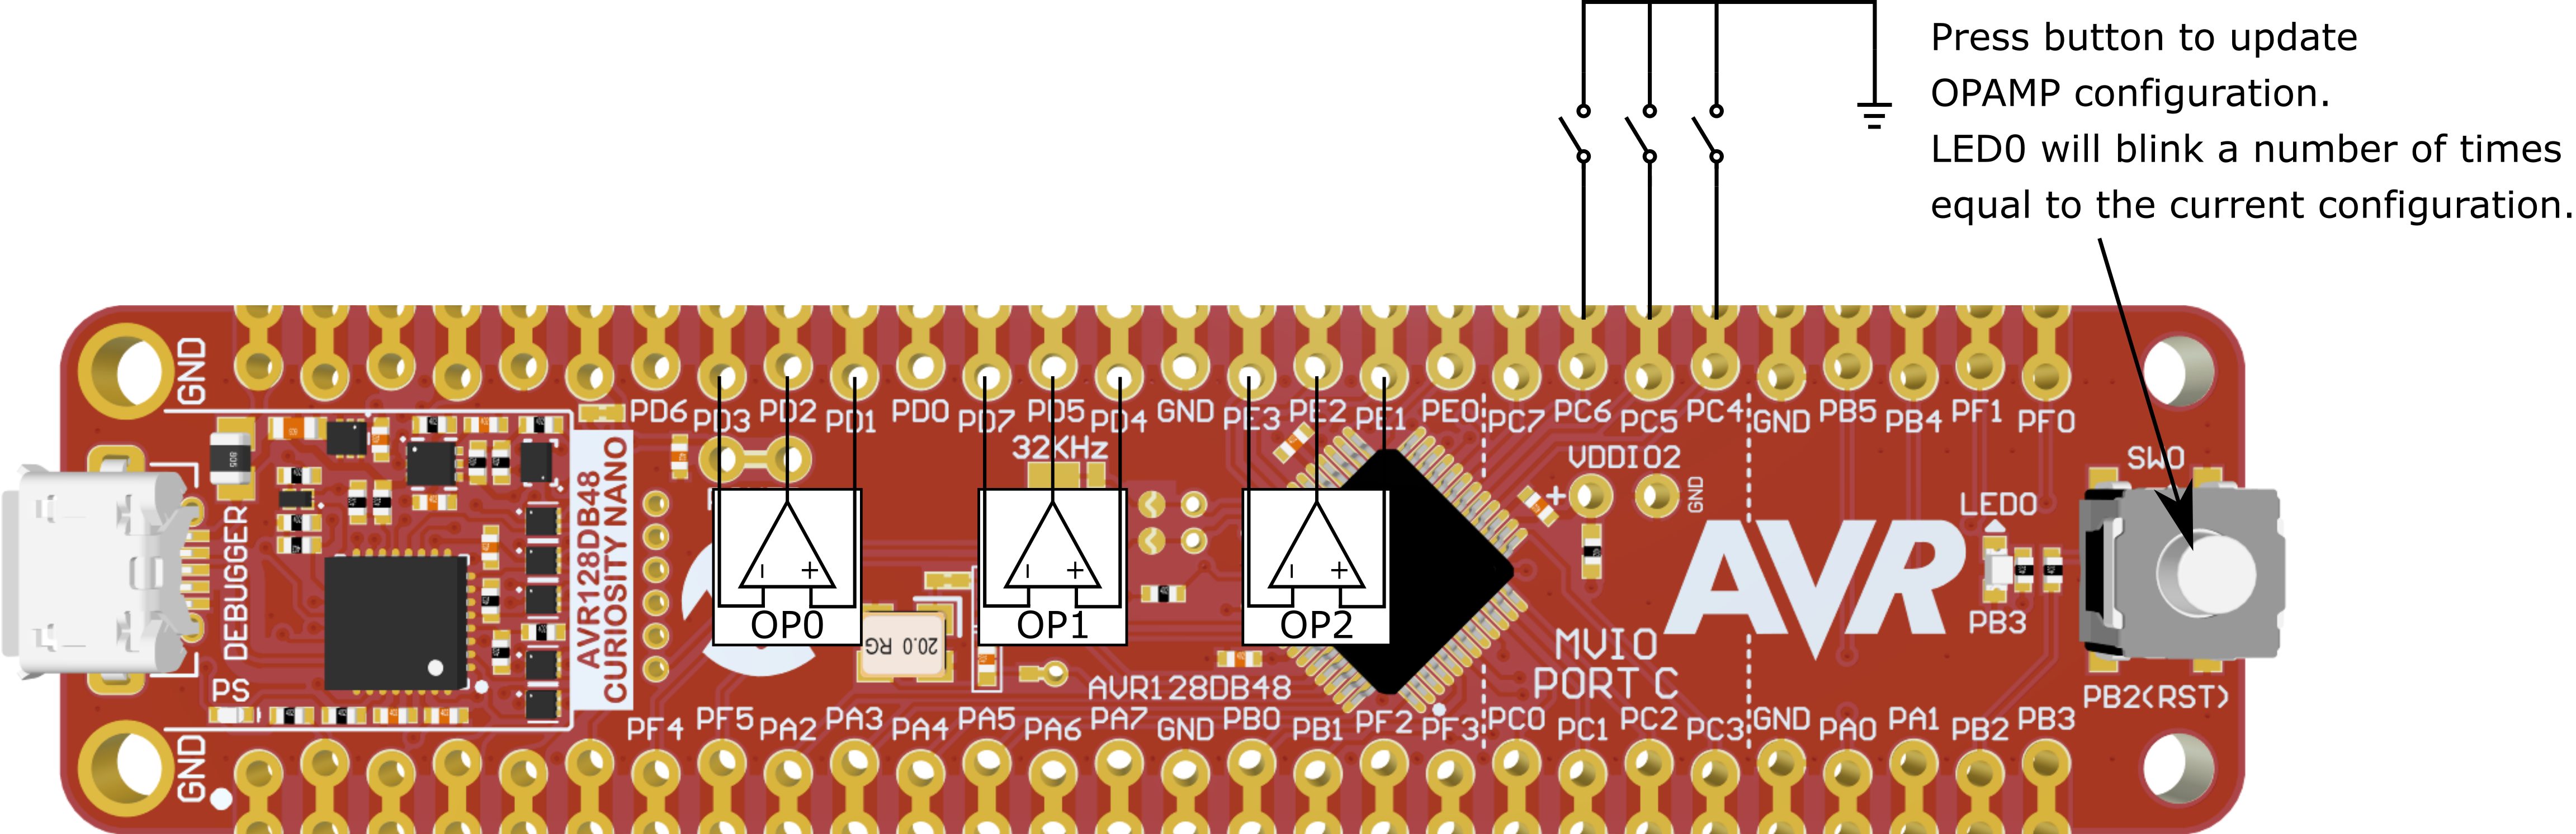 Press button to update
OPAMP configuration.
LED0 will blink a number of times
equal to the current configuration.
GND
PD6 PD3 PD2 PD1 PD0 PD7 PD5 PD4 GND PE3 PE2 PE1 PE0 PC7 PC6 PC5 PC4 GND PB5 PB4 PF1 PF0
32KHz
VDDIO2
+
GND
SW0
LED0
DEBUGGER
AVR128DB48
CURIOSITY NANO
- +
OP0
- +
OP1
- +
OP2
20.0 RG
805
AVR
PB3
MVIO
PORT C
PS
AVR128DB48
PB2(RST)
GND
PF4 PF5 PA2 PA3 PA4 PA5 PA6 PA7 GND PB0 PB1 PF2 PF3 PC0 PC1 PC2 PC3 GND PA0 PA1 PB2 PB3